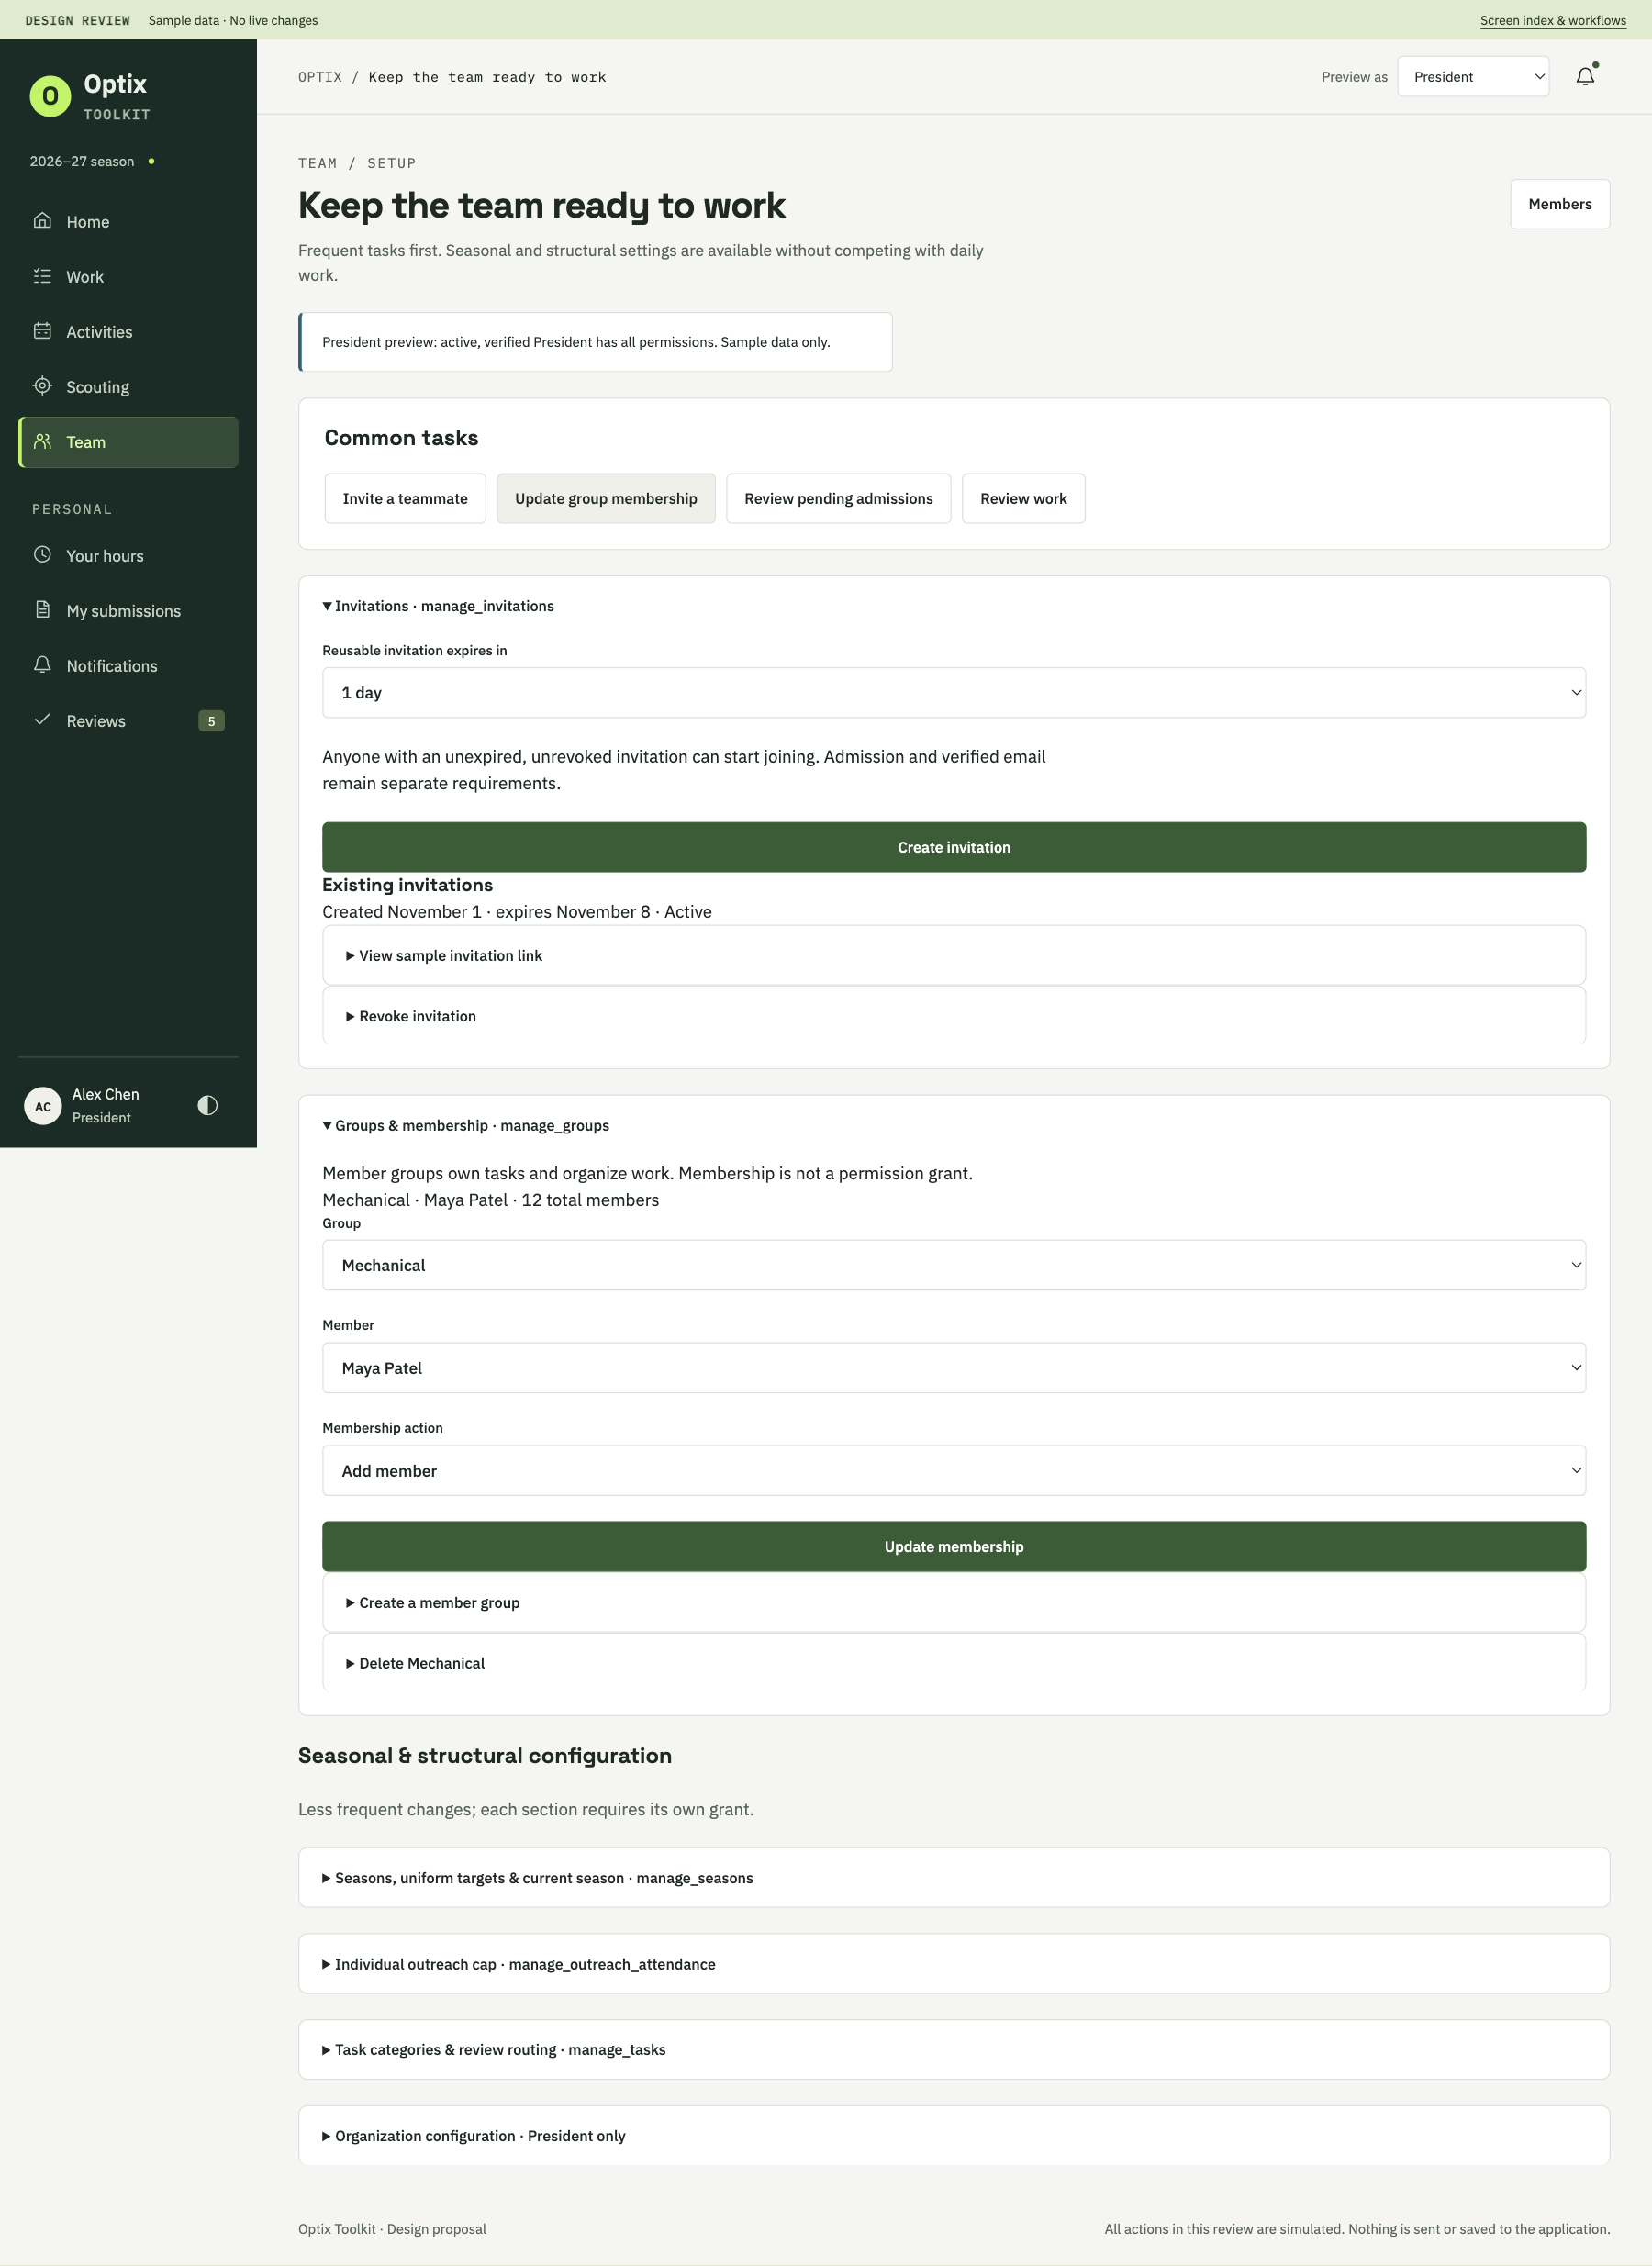 DESIGN REVIEW Sample data · No live changes Screen index & workflows
O Optix
TOOLKIT
2026–27 season
Home
Work
Activities
Scouting
Team
PERSONAL
Your hours
My submissions
Notifications
Reviews 5
AC Alex Chen
President
OPTIX / Keep the team ready to work Preview as President
TEAM / SETUP
Keep the team ready to work Members
Frequent tasks first. Seasonal and structural settings are available without competing with daily
work.
President preview: active, verified President has all permissions. Sample data only.
Common tasks
Invite a teammate Update group membership Review pending admissions Review work
Invitations · manage_invitations
Reusable invitation expires in
1 day
Anyone with an unexpired, unrevoked invitation can start joining. Admission and verified email
remain separate requirements.
Create invitation
Existing invitations
Created November 1 · expires November 8 · Active
View sample invitation link
Revoke invitation
Groups & membership · manage_groups
Member groups own tasks and organize work. Membership is not a permission grant.
Mechanical · Maya Patel · 12 total members
Group
Mechanical
Member
Maya Patel
Membership action
Add member
Update membership
Create a member group
Delete Mechanical
Seasonal & structural configuration
Less frequent changes; each section requires its own grant.
Seasons, uniform targets & current season · manage_seasons
Individual outreach cap · manage_outreach_attendance
Task categories & review routing · manage_tasks
Organization configuration · President only
Optix Toolkit · Design proposal All actions in this review are simulated. Nothing is sent or saved to the application.